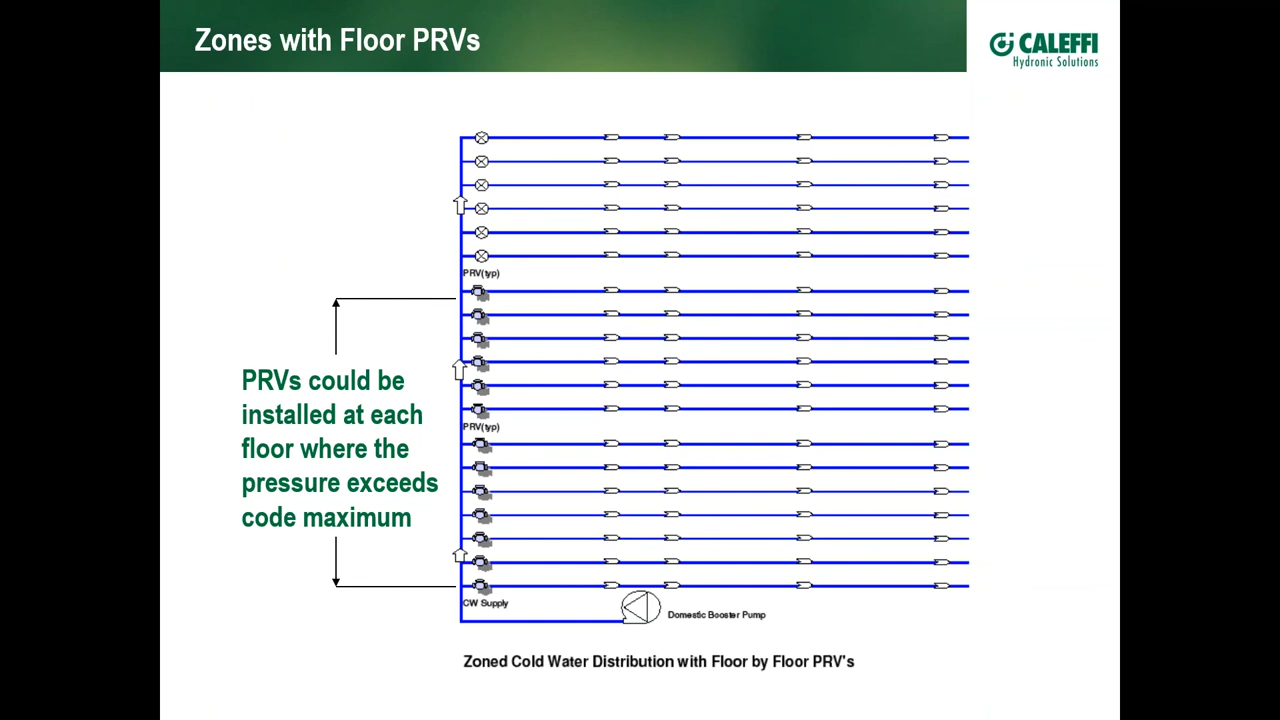 Zones with Floor PRVs
CALEFFI
Hydronic Solutions
PRV(typ)
PRVs could be
installed at each
floor where the
pressure exceeds
code maximum
PRV(typ)
CW Supply
Domestic Booster Pump
Zoned Cold Water Distribution with Floor by Floor PRV's